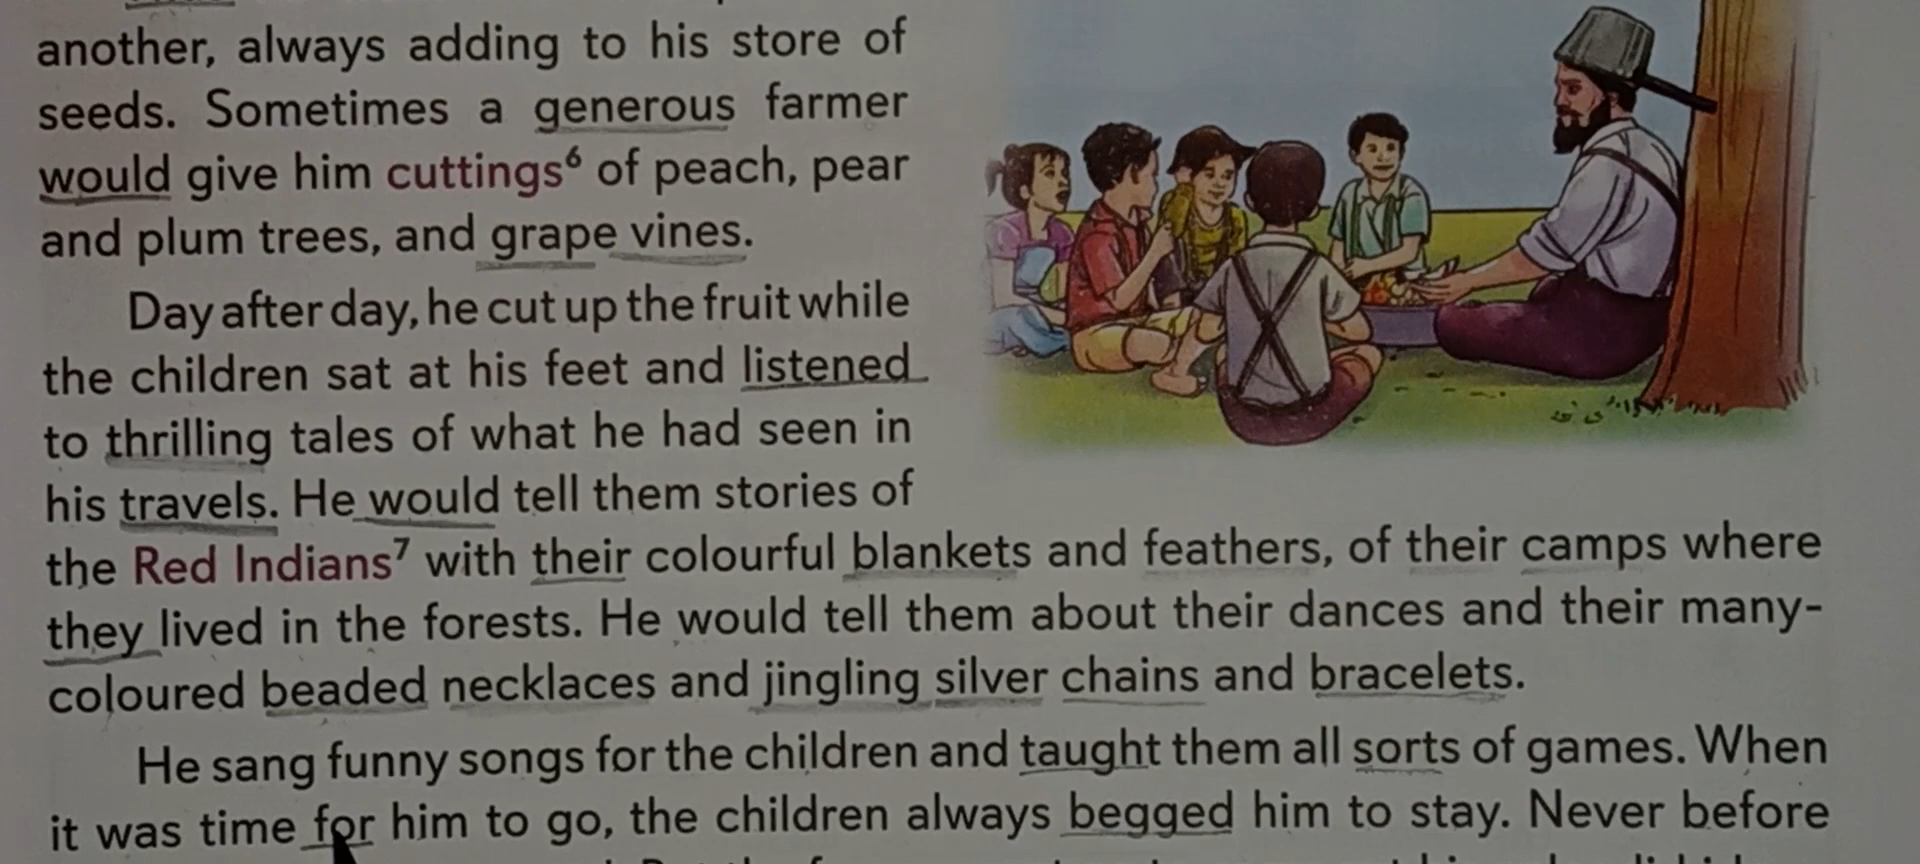 another, always adding to his store of
seeds. Sometimes a generous farmer
would give him cuttings⁶ of peach, pear
and plum trees, and grape vines.
Day after day, he cut up the fruit while
the children sat at his feet and listened
to thrilling tales of what he had seen in
his travels. He would tell them stories of
the Red Indians⁷ with their colourful blankets and feathers, of their camps where
they lived in the forests. He would tell them about their dances and their many-
coloured beaded necklaces and jingling silver chains and bracelets.
He sang funny songs for the children and taught them all sorts of games. When
it was time for him to go, the children always begged him to stay. Never before